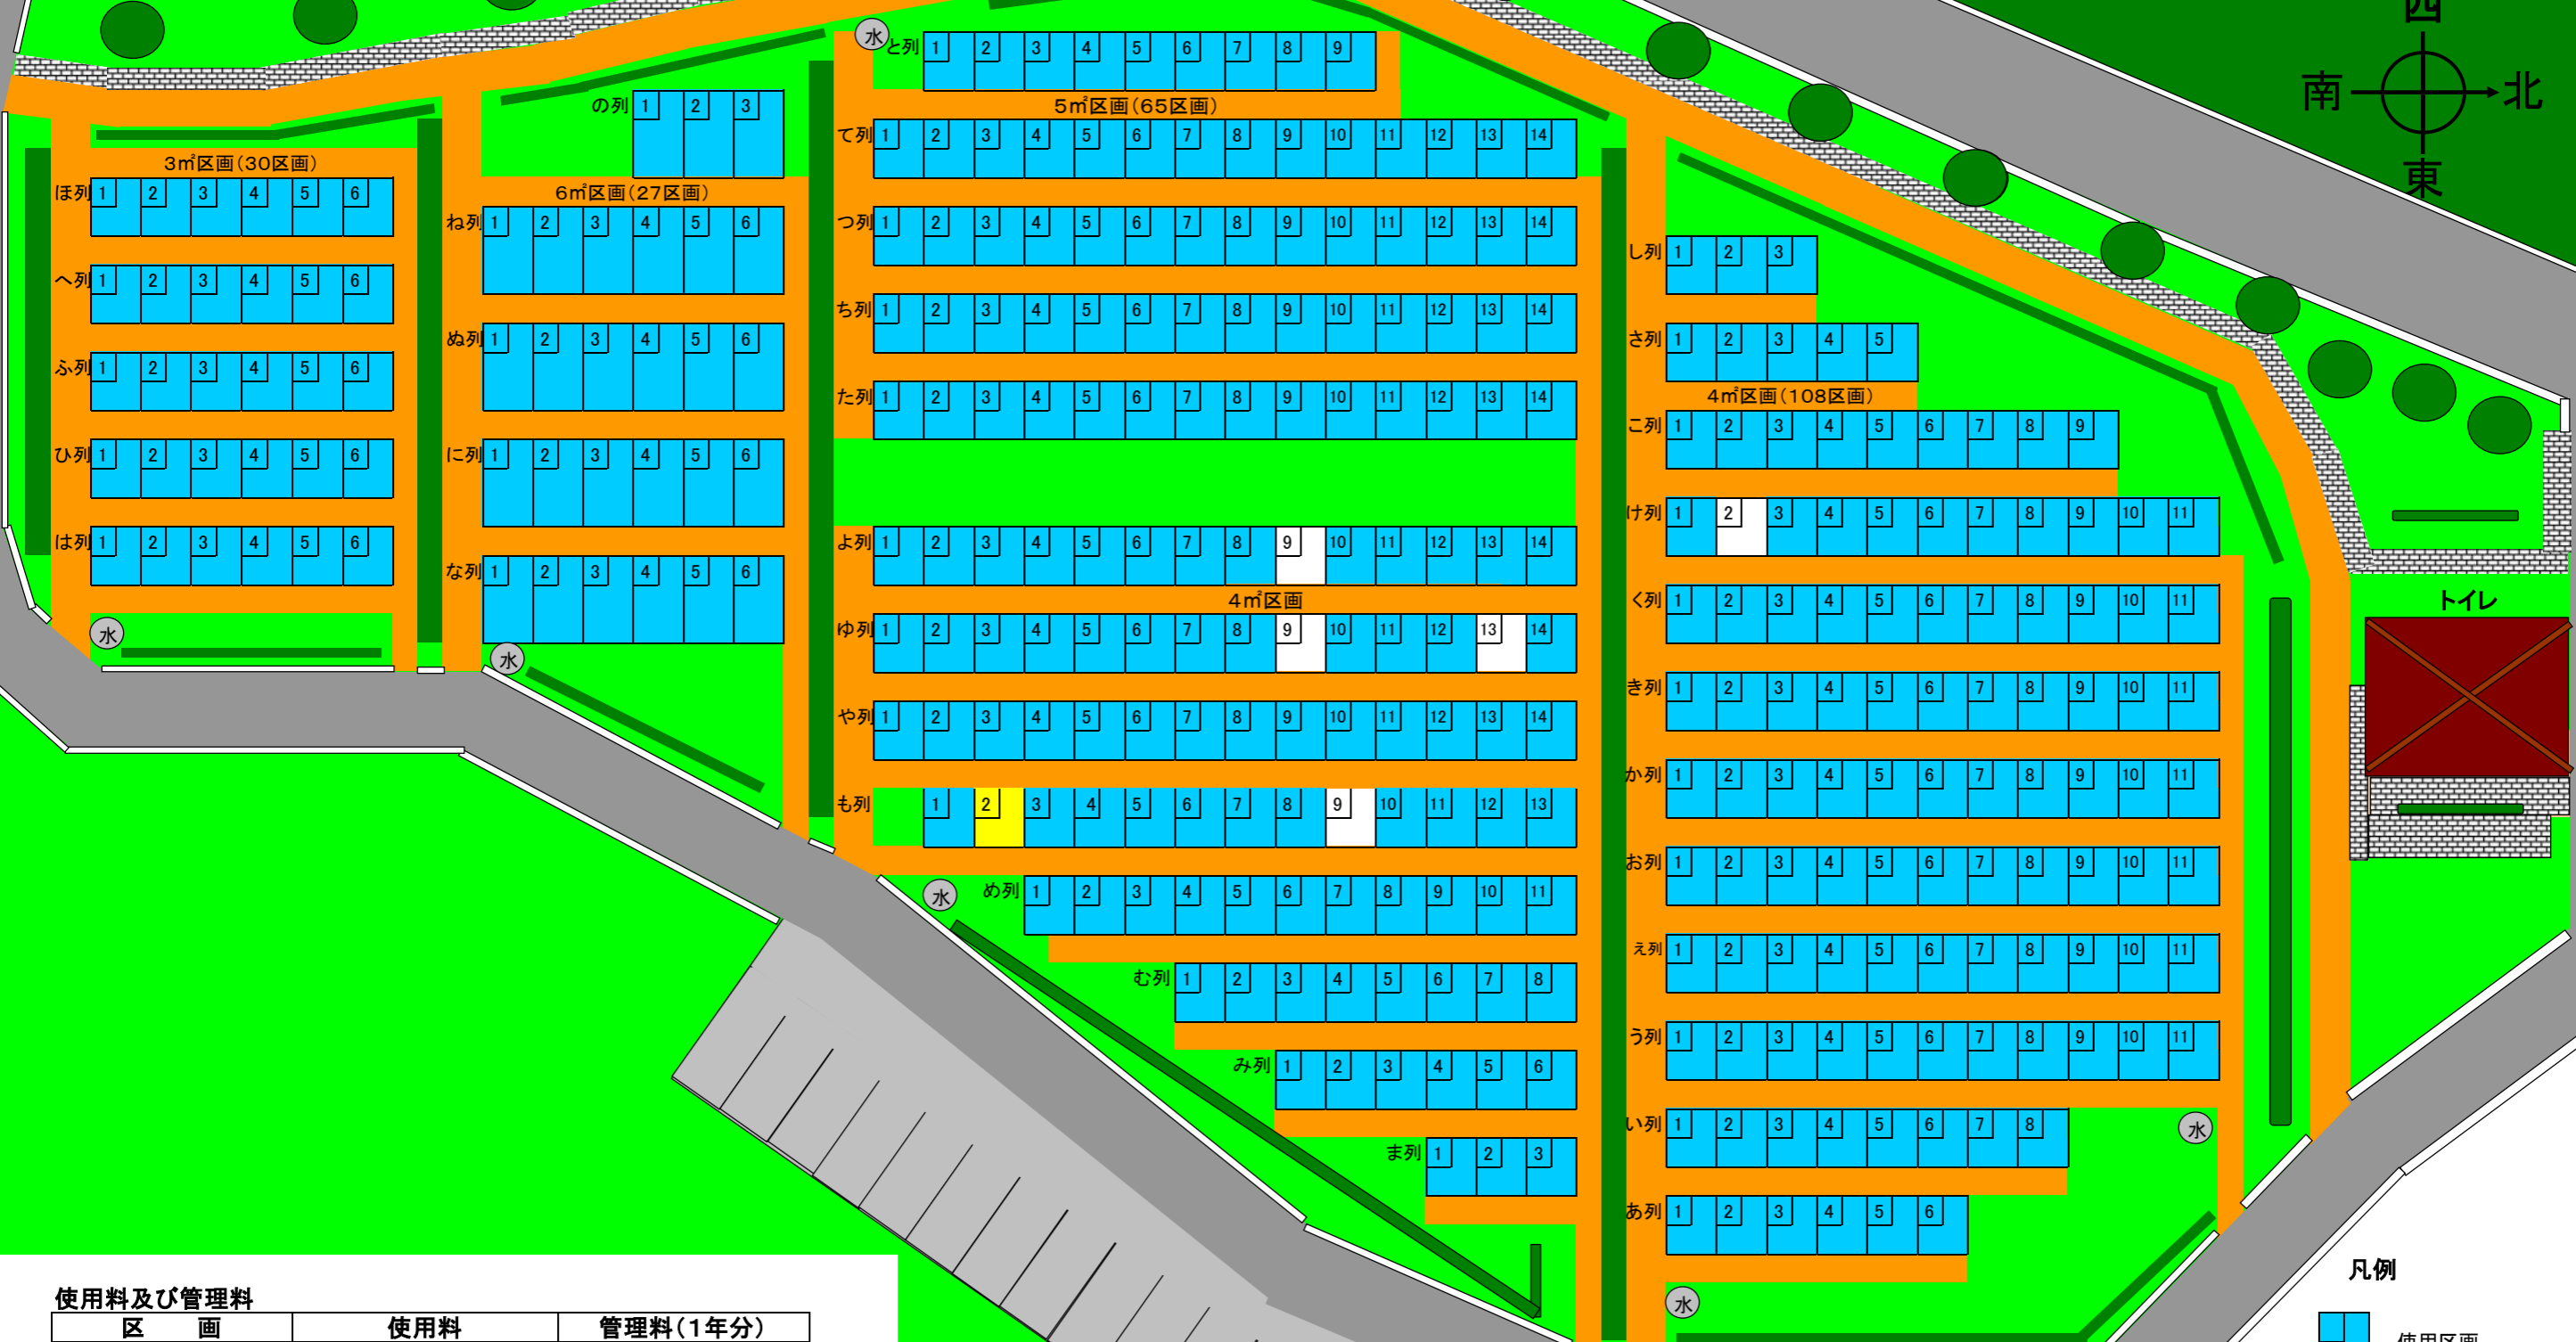 西
南 北
東
水
と列 1 2 3 4 5 6 7 8 9
5㎡区画(65区画)
て列 1 2 3 4 5 6 7 8 9 10 11 12 13 14
つ列 1 2 3 4 5 6 7 8 9 10 11 12 13 14
ち列 1 2 3 4 5 6 7 8 9 10 11 12 13 14
た列 1 2 3 4 5 6 7 8 9 10 11 12 13 14
の列 1 2 3
6㎡区画(27区画)
ね列 1 2 3 4 5 6
ぬ列 1 2 3 4 5 6
に列 1 2 3 4 5 6
な列 1 2 3 4 5 6
水
3㎡区画(30区画)
ほ列 1 2 3 4 5 6
へ列 1 2 3 4 5 6
ふ列 1 2 3 4 5 6
ひ列 1 2 3 4 5 6
は列 1 2 3 4 5 6
水
よ列 1 2 3 4 5 6 7 8 9 10 11 12 13 14
4㎡区画
ゆ列 1 2 3 4 5 6 7 8 9 10 11 12 13 14
や列 1 2 3 4 5 6 7 8 9 10 11 12 13 14
も列 1 2 3 4 5 6 7 8 9 10 11 12 13
水
め列 1 2 3 4 5 6 7 8 9 10 11
む列 1 2 3 4 5 6 7 8
み列 1 2 3 4 5 6
ま列 1 2 3
し列 1 2 3
さ列 1 2 3 4 5
4㎡区画(108区画)
こ列 1 2 3 4 5 6 7 8 9
け列 1 2 3 4 5 6 7 8 9 10 11
く列 1 2 3 4 5 6 7 8 9 10 11
き列 1 2 3 4 5 6 7 8 9 10 11
か列 1 2 3 4 5 6 7 8 9 10 11
お列 1 2 3 4 5 6 7 8 9 10 11
え列 1 2 3 4 5 6 7 8 9 10 11
う列 1 2 3 4 5 6 7 8 9 10 11
い列 1 2 3 4 5 6 7 8
水
あ列 1 2 3 4 5 6
水
トイレ
凡例
使用区画
使用料及び管理料
区 画 使用料 管理料(1年分)